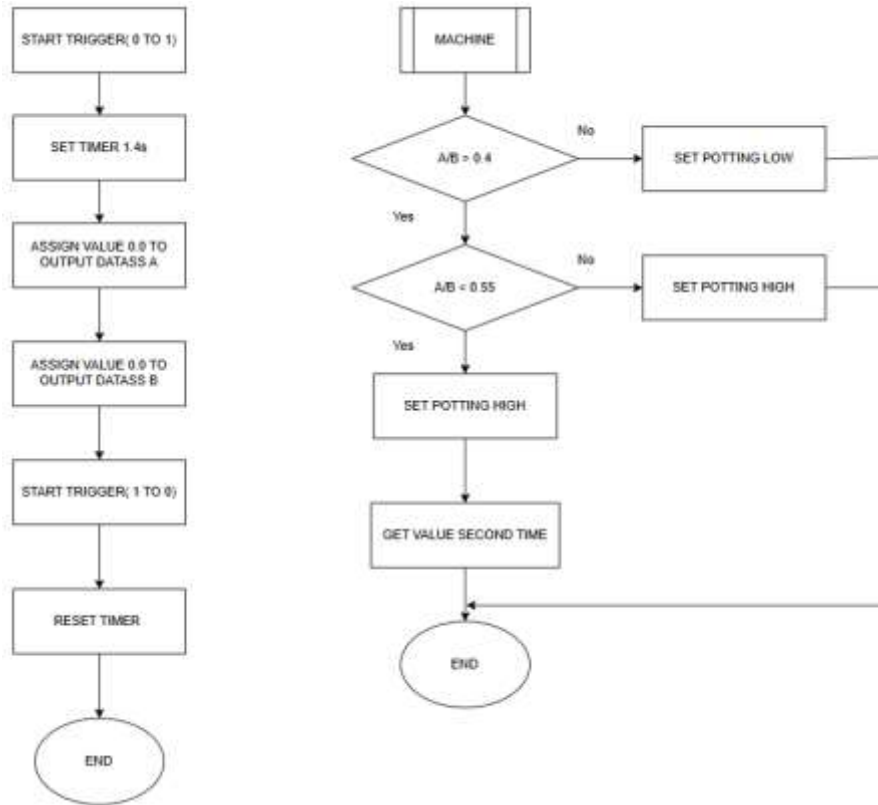 START TRIGGER( 0 TO 1)
SET TIMER 1.4s
ASSIGN VALUE 0.0 TO
OUTPUT DATASS A
ASSIGN VALUE 0.0 TO
OUTPUT DATASS B
START TRIGGER( 1 TO 0)
RESET TIMER
END
MACHINE
A/B > 0.4
No
SET POTTING LOW
Yes
A/B < 0.55
No
SET POTTING HIGH
Yes
SET POTTING HIGH
GET VALUE SECOND TIME
END